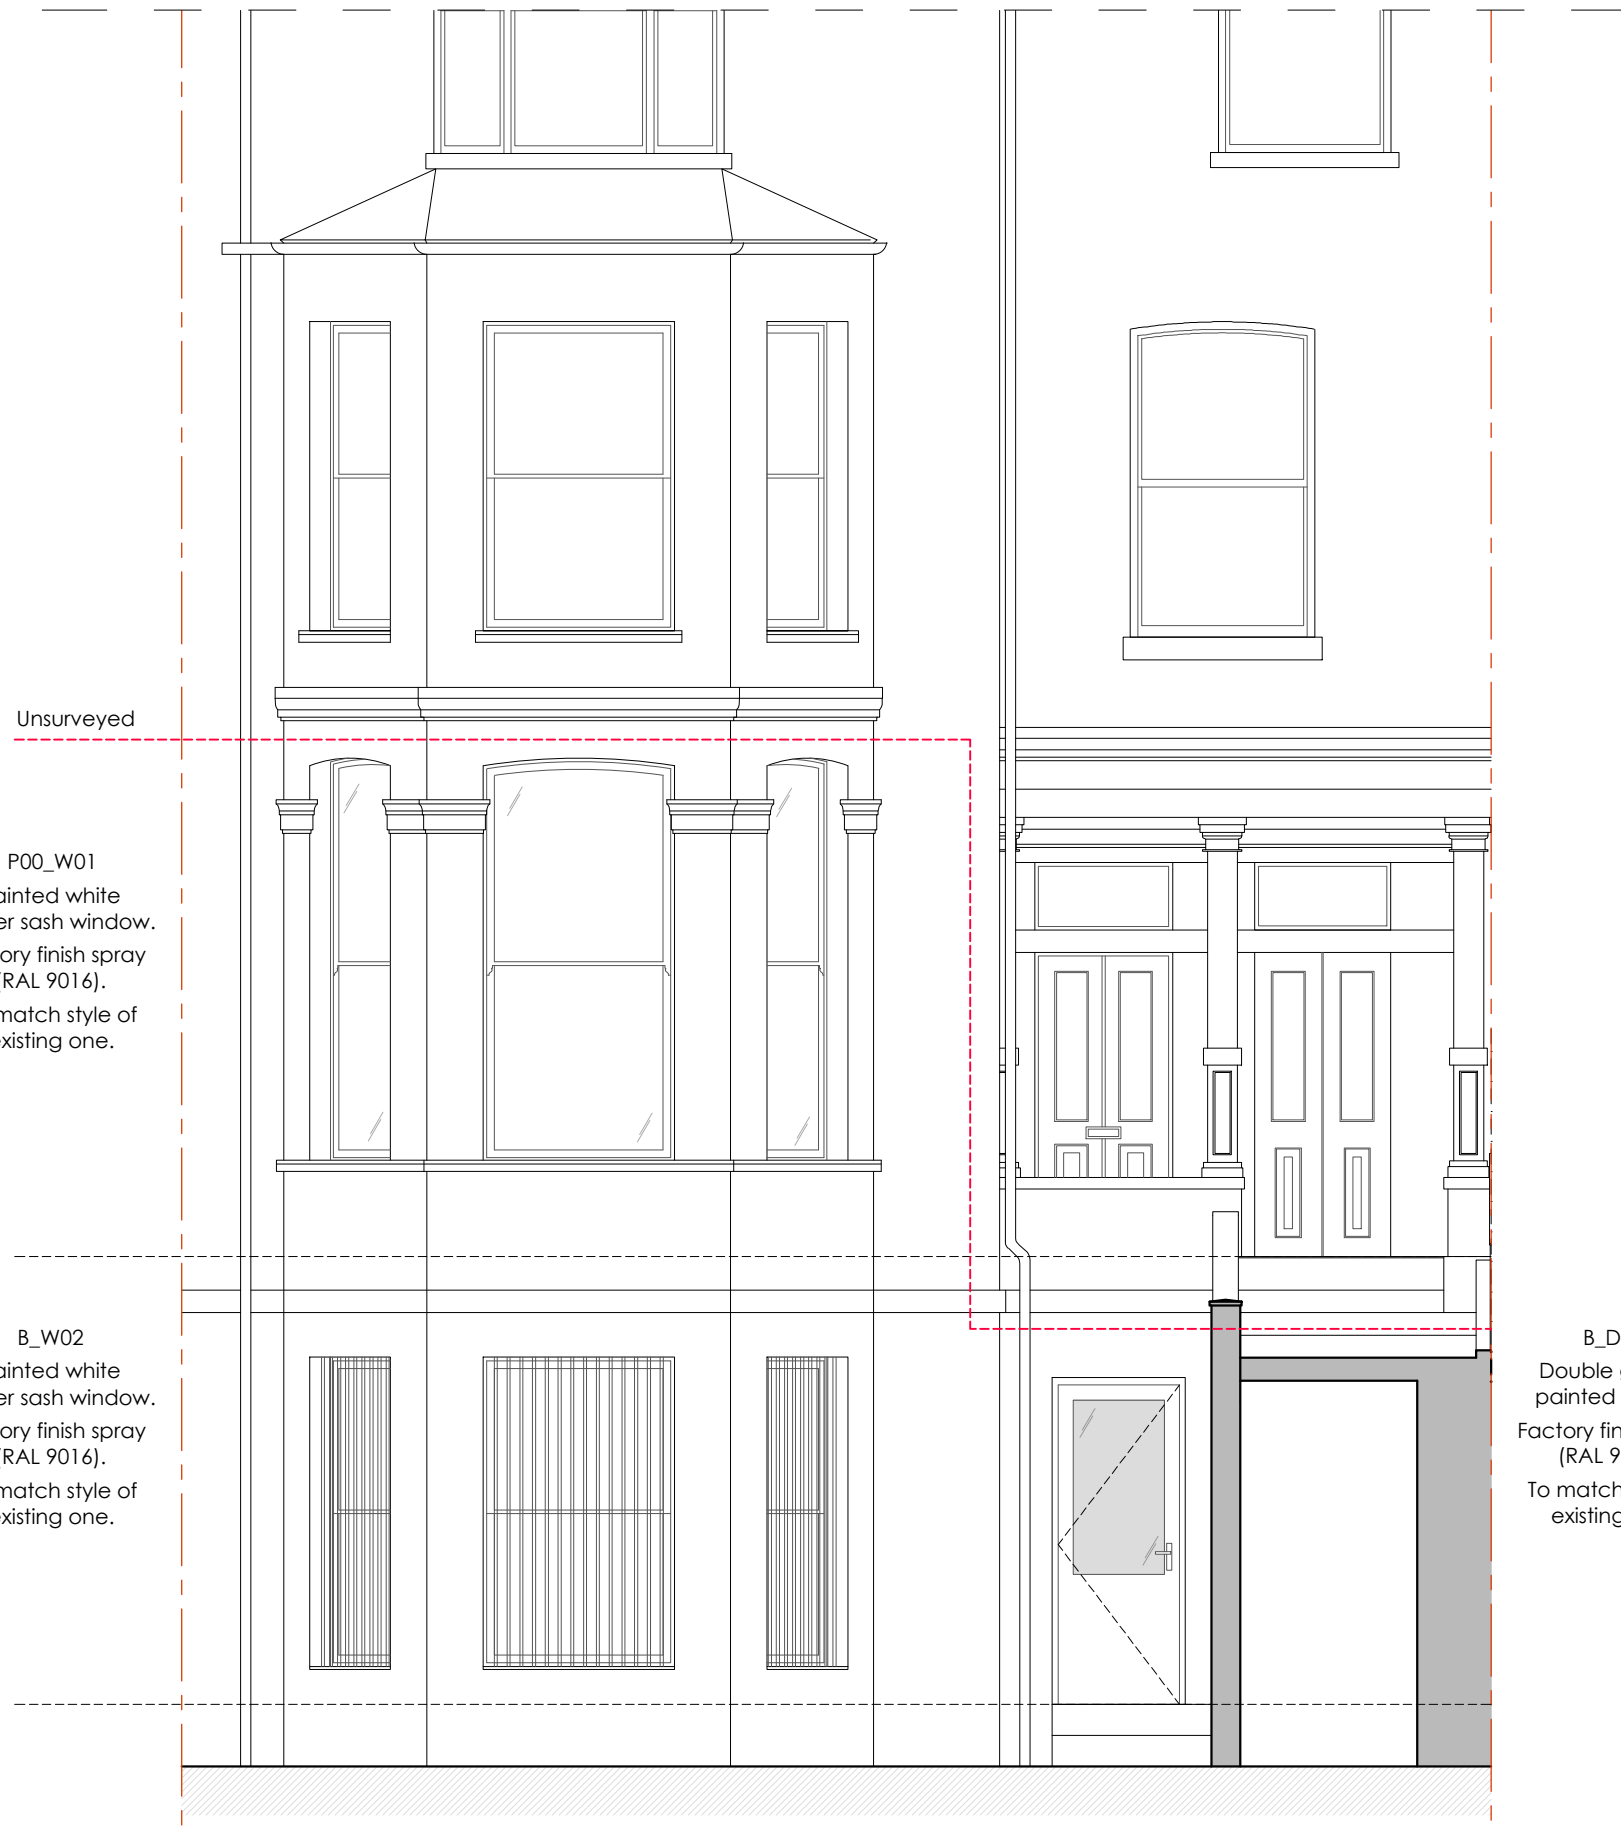 Unsurveyed
P00_W01
ainted white
er sash window.
ory finish spray
(RAL 9016).
match style of
existing one.
B_W02
ainted white
er sash window.
ory finish spray
(RAL 9016).
match style of
existing one.
B_D
Double
painted
Factory fin
(RAL 9
To match
existing